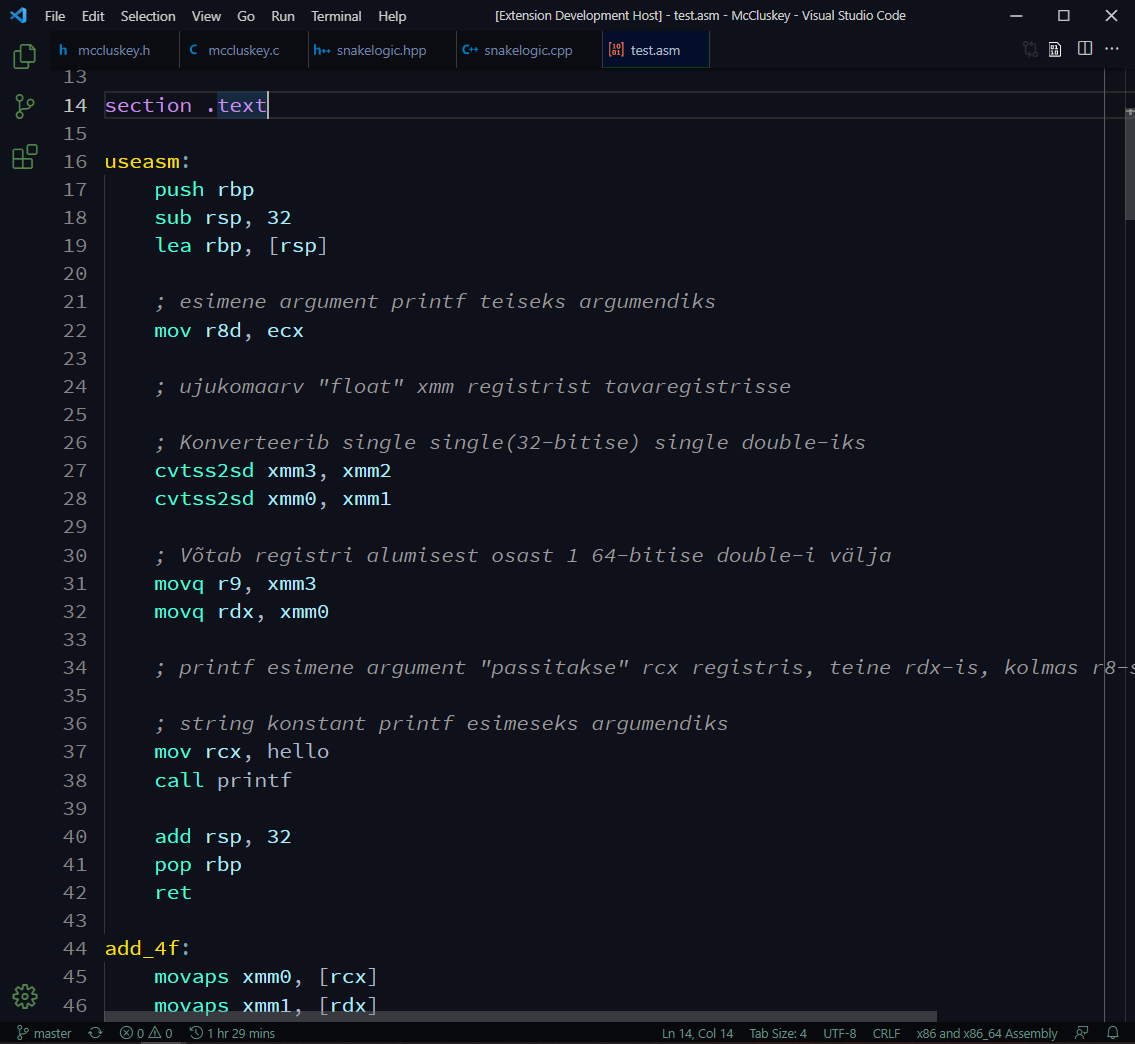 File Edit Selection View Go Run Terminal Help [Extension Development Host] - test.asm - McCluskey - Visual Studio Code
h mccluskey.h C mccluskey.c h++ snakelogic.hpp C++ snakelogic.cpp test.asm
13
14 section .text
15
16 useasm:
17 push rbp
18 sub rsp, 32
19 lea rbp, [rsp]
20
21 ; esimene argument printf teiseks argumendiks
22 mov r8d, ecx
23
24 ; ujukomaarv "float" xmm registrist tavaregistrisse
25
26 ; Konverteerib single single(32-bitise) single double-iks
27 cvtss2sd xmm3, xmm2
28 cvtss2sd xmm0, xmm1
29
30 ; Võtab registri alumisest osast 1 64-bitise double-i välja
31 movq r9, xmm3
32 movq rdx, xmm0
33
34 ; printf esimene argument "passitakse" rcx registris, teine rdx-is, kolmas r8-s
35
36 ; string konstant printf esimeseks argumendiks
37 mov rcx, hello
38 call printf
39
40 add rsp, 32
41 pop rbp
42 ret
43
44 add_4f:
45 movaps xmm0, [rcx]
46 movaps xmm1, [rdx]
master 0 0 1 hr 29 mins Ln 14, Col 14 Tab Size: 4 UTF-8 CRLF x86 and x86_64 Assembly